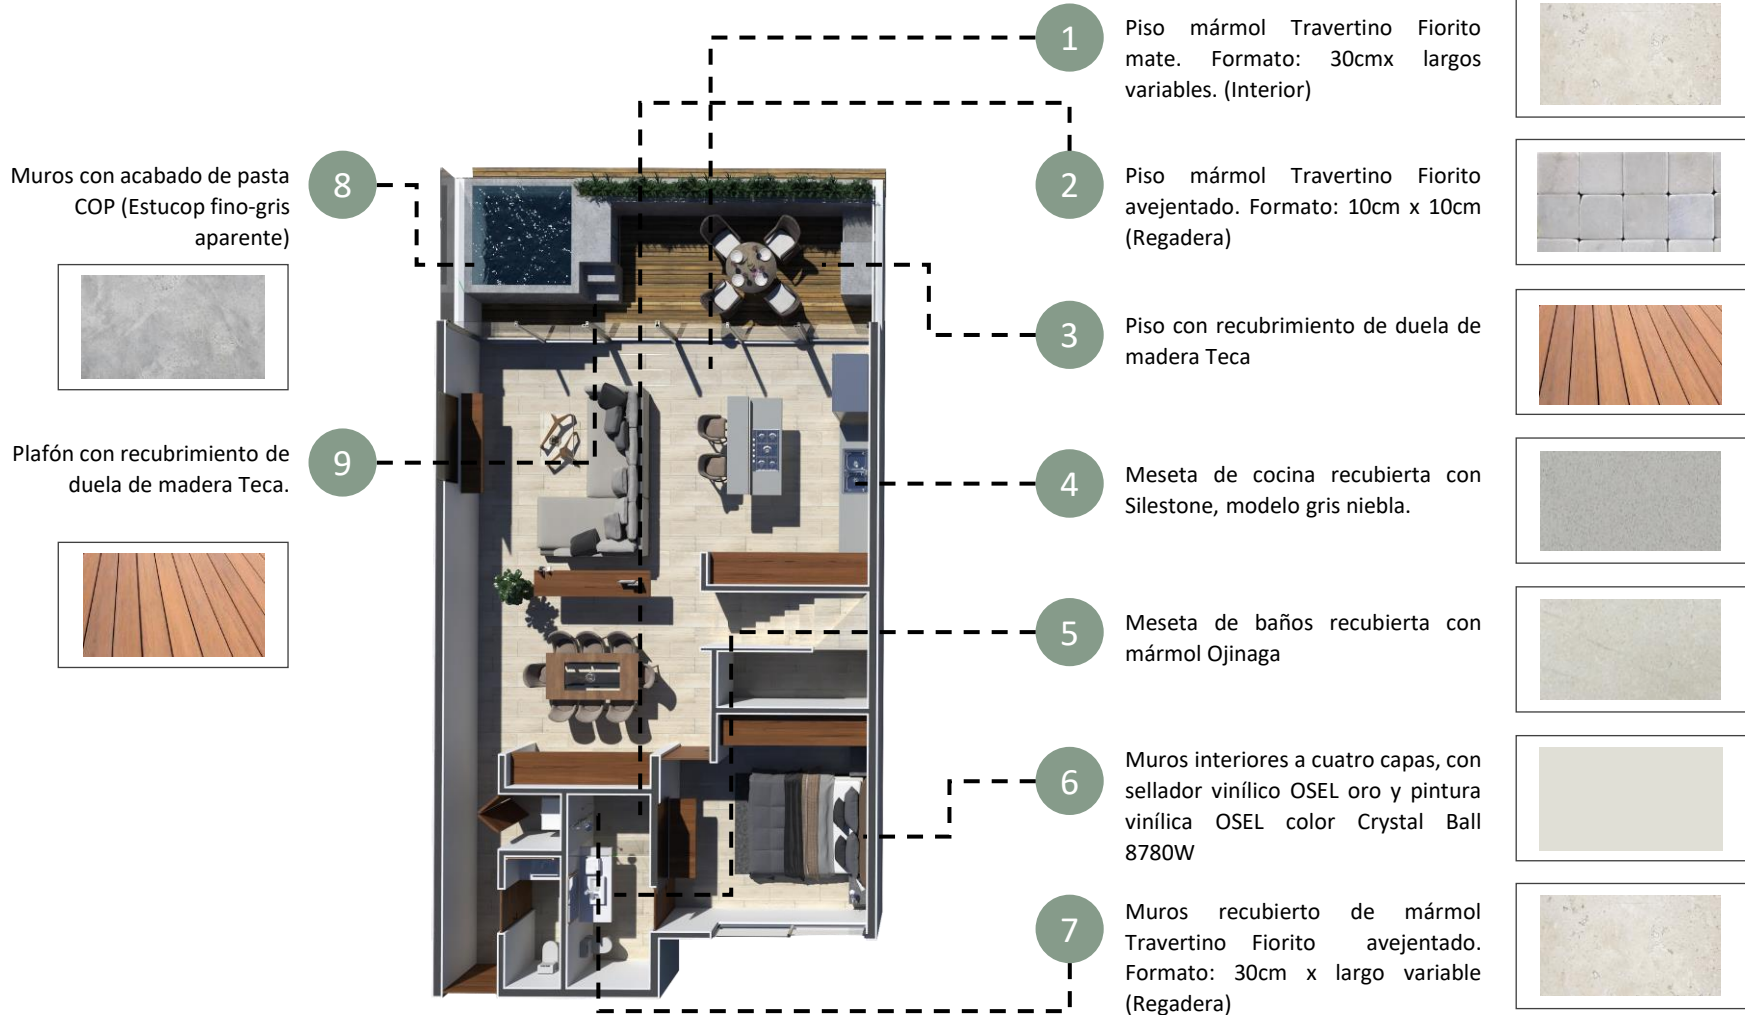 1
Piso mármol Travertino Fiorito
mate. Formato: 30cmx largos
variables. (Interior)
2
Piso mármol Travertino Fiorito
avejentado. Formato: 10cm x 10cm
(Regadera)
3
Piso con recubrimiento de duela de
madera Teca
4
Meseta de cocina recubierta con
Silestone, modelo gris niebla.
5
Meseta de baños recubierta con
mármol Ojinaga
6
Muros interiores a cuatro capas, con
sellador vinílico OSEL oro y pintura
vinílica OSEL color Crystal Ball
8780W
7
Muros recubierto de mármol
Travertino Fiorito avejentado.
Formato: 30cm x largo variable
(Regadera)
8
Muros con acabado de pasta
COP (Estucop fino-gris
aparente)
9
Plafón con recubrimiento de
duela de madera Teca.